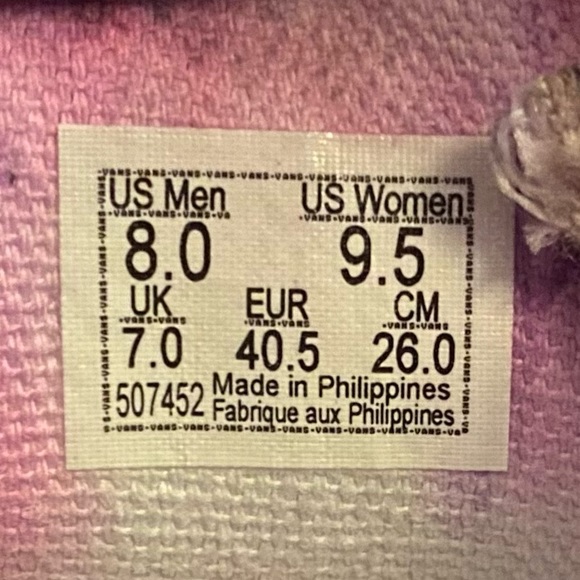 US Men US Women
8.0 9.5
UK EUR CM
7.0 40.5 26.0
507452 Made in Philippines
Fabrique aux Philippines